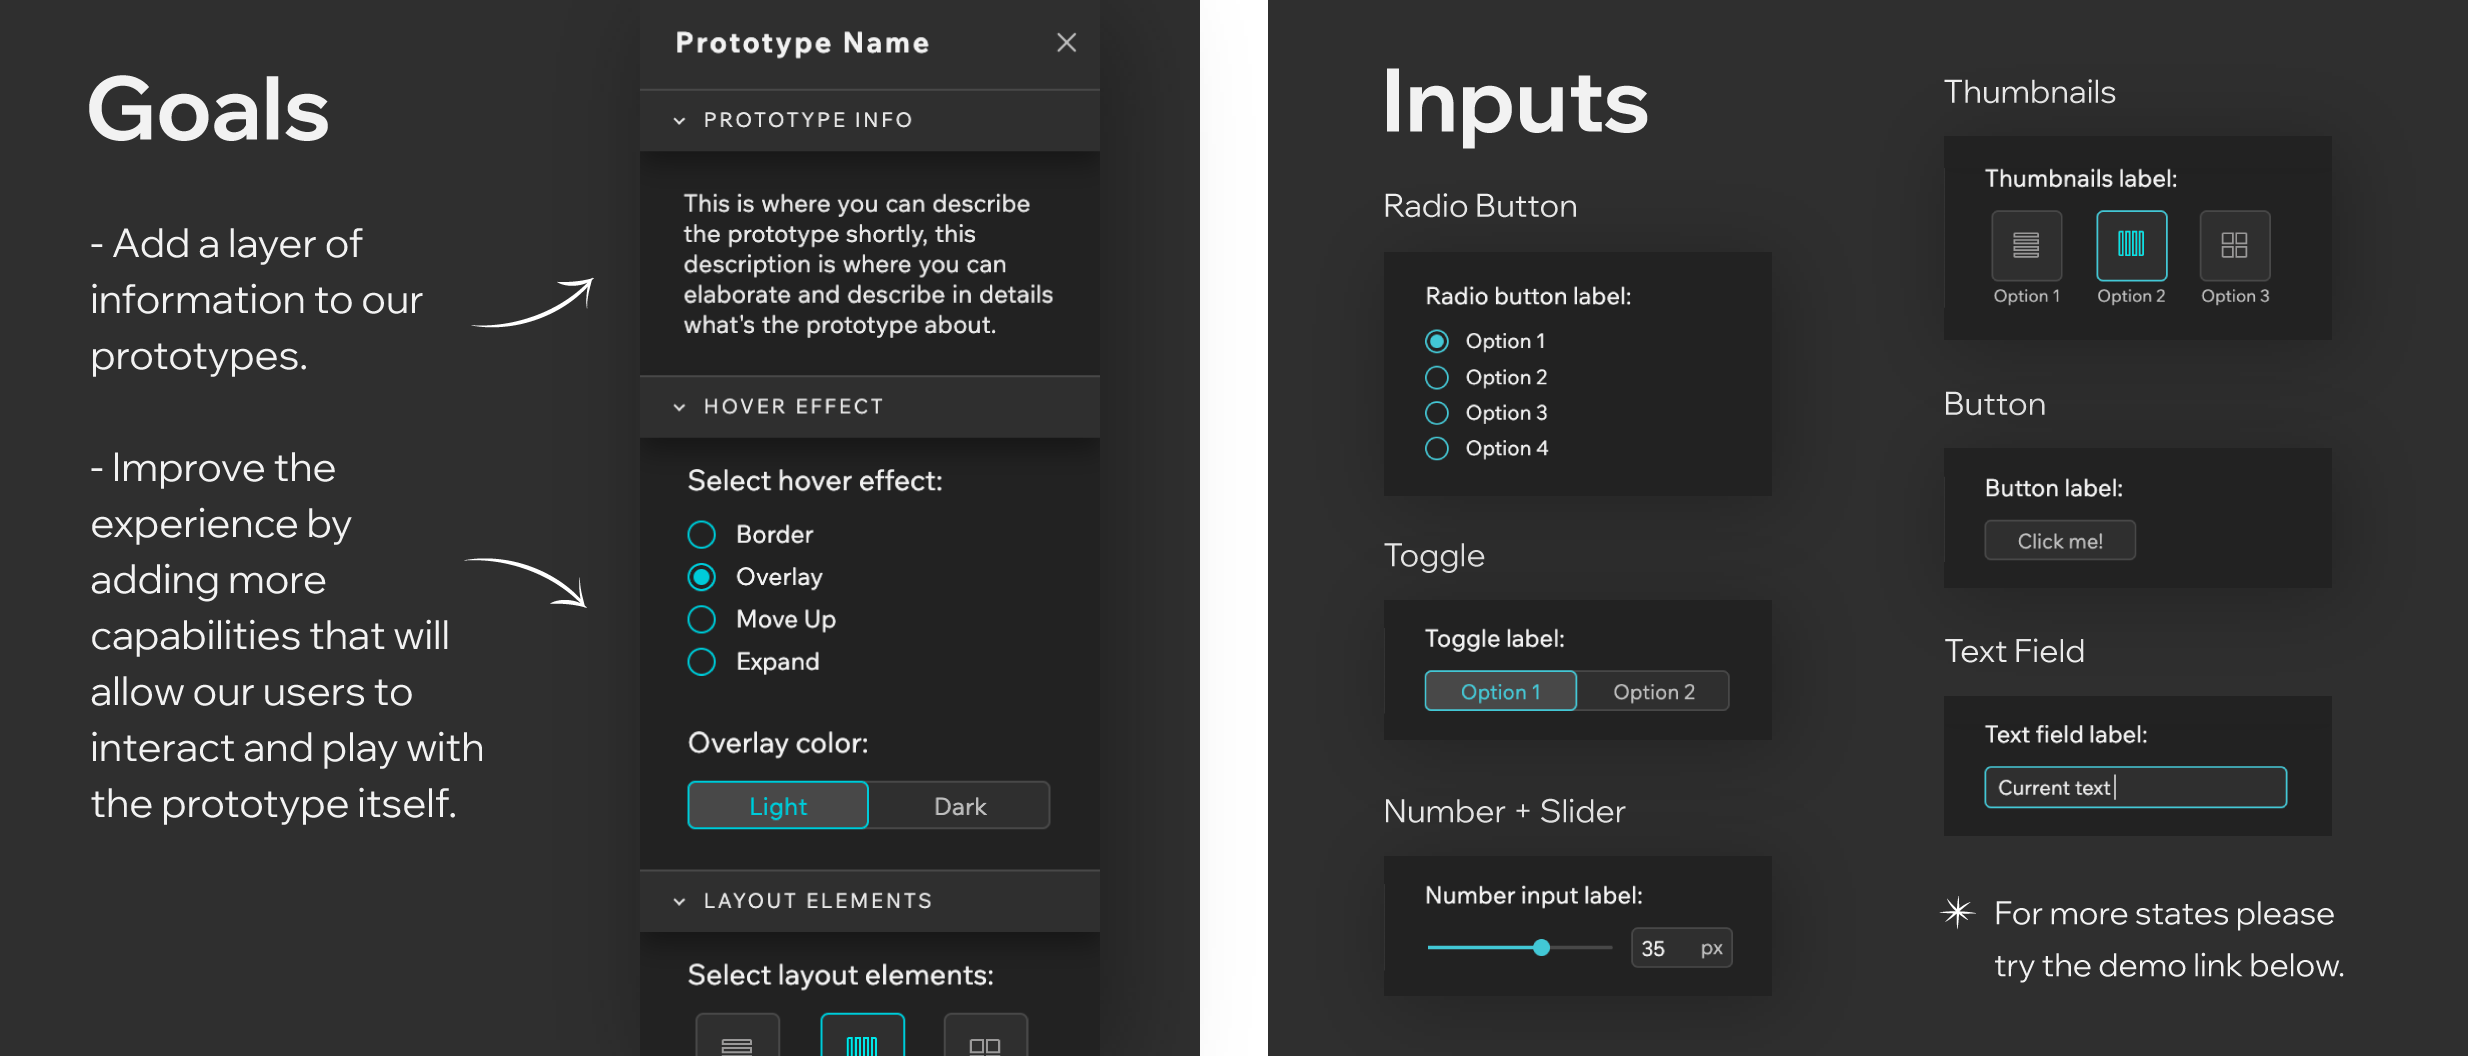 Goals
- Add a layer of
information to our
prototypes.
- Improve the
experience by
adding more
capabilities that will
allow our users to
interact and play with
the prototype itself.
Prototype Name
PROTOTYPE INFO
This is where you can describe
the prototype shortly, this
description is where you can
elaborate and describe in details
what's the prototype about.
HOVER EFFECT
Select hover effect:
Border
Overlay
Move Up
Expand
Overlay color:
Light Dark
LAYOUT ELEMENTS
Select layout elements:
Inputs
Radio Button
Radio button label:
Option 1
Option 2
Option 3
Option 4
Toggle
Toggle label:
Option 1 Option 2
Number + Slider
Number input label:
35 px
Thumbnails
Thumbnails label:
Option 1 Option 2 Option 3
Button
Button label:
Click me!
Text Field
Text field label:
Current text
For more states please
try the demo link below.